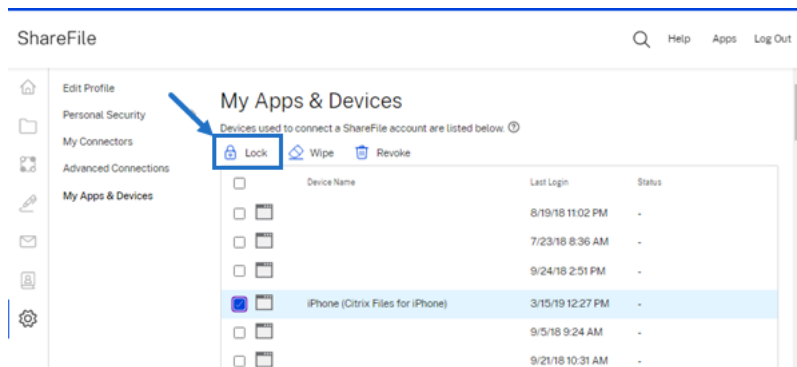 ShareFile
Help Apps Log Out
Edit Profile
Personal Security
My Connectors
Advanced Connections
My Apps & Devices
My Apps & Devices
Devices used to connect a ShareFile account are listed below.
Lock Wipe Revoke
Device Name Last Login Status
8/19/18 11:02 PM -
7/23/18 8:36 AM -
9/24/18 2:51 PM -
iPhone (Citrix Files for iPhone) 3/15/19 12:27 PM -
9/5/18 9:24 AM -
9/21/18 10:31 AM -